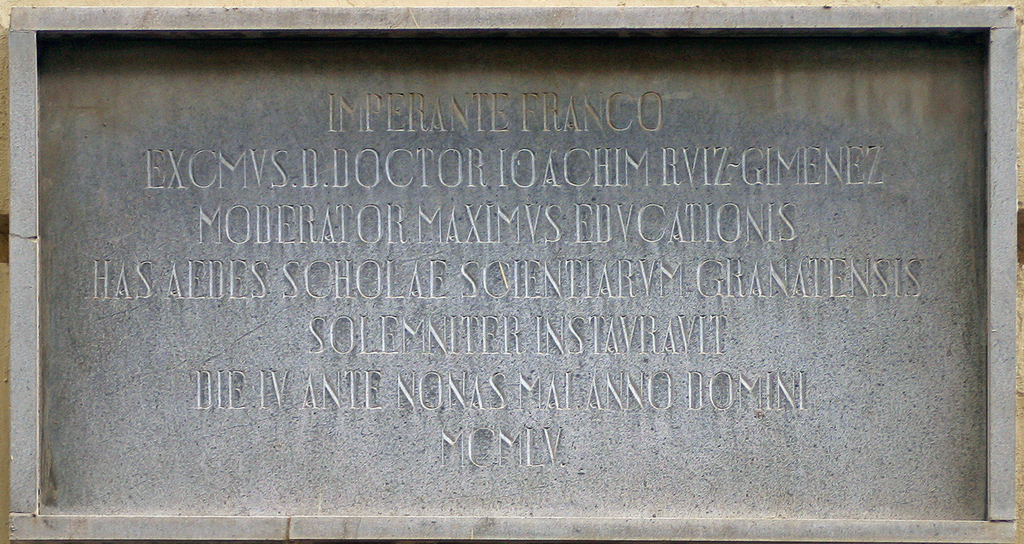 IMPERANTE FRANCO
EXCMVS. D. DOCTOR IOACHIM RVIZ-GIMENEZ
MODERATOR MAXIMVS EDVCATIONIS
HAS AEDES SCHOLAE SCIENTIARVM GRANATENSIS
SOLEMNITER INSTAVRAVIT
DIE IV ANTE NONAS MAI ANNO DOMINI
MCMLV.